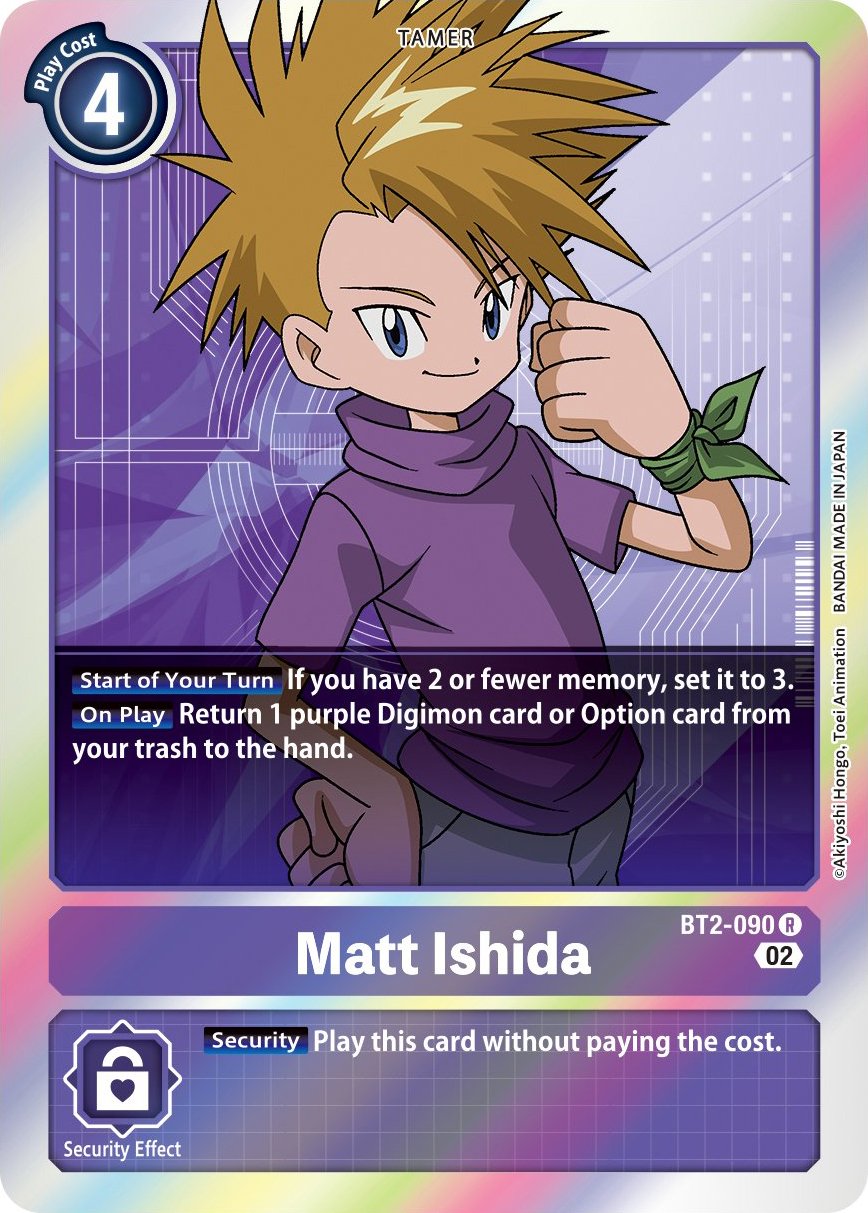 TAMER
Play Cost
4
Start of Your Turn If you have 2 or fewer memory, set it to 3.
On Play Return 1 purple Digimon card or Option card from
your trash to the hand.
©Akiyoshi Hongo, Toei Animation BANDAI MADE IN JAPAN
BT2-090 R
Matt Ishida
02
Security Play this card without paying the cost.
Security Effect